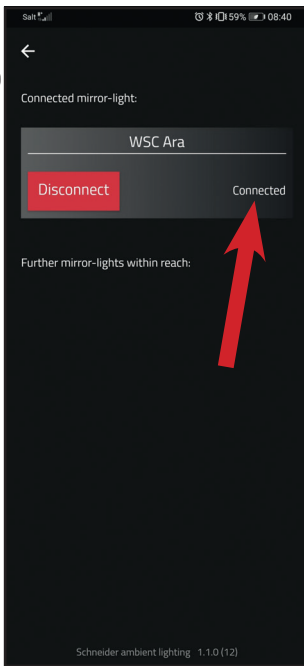 Salt 59% 08:40
Connected mirror-light:
WSC Ara
Disconnect Connected
Further mirror-lights within reach:
Schneider ambient lighting 1.1.0 (12)